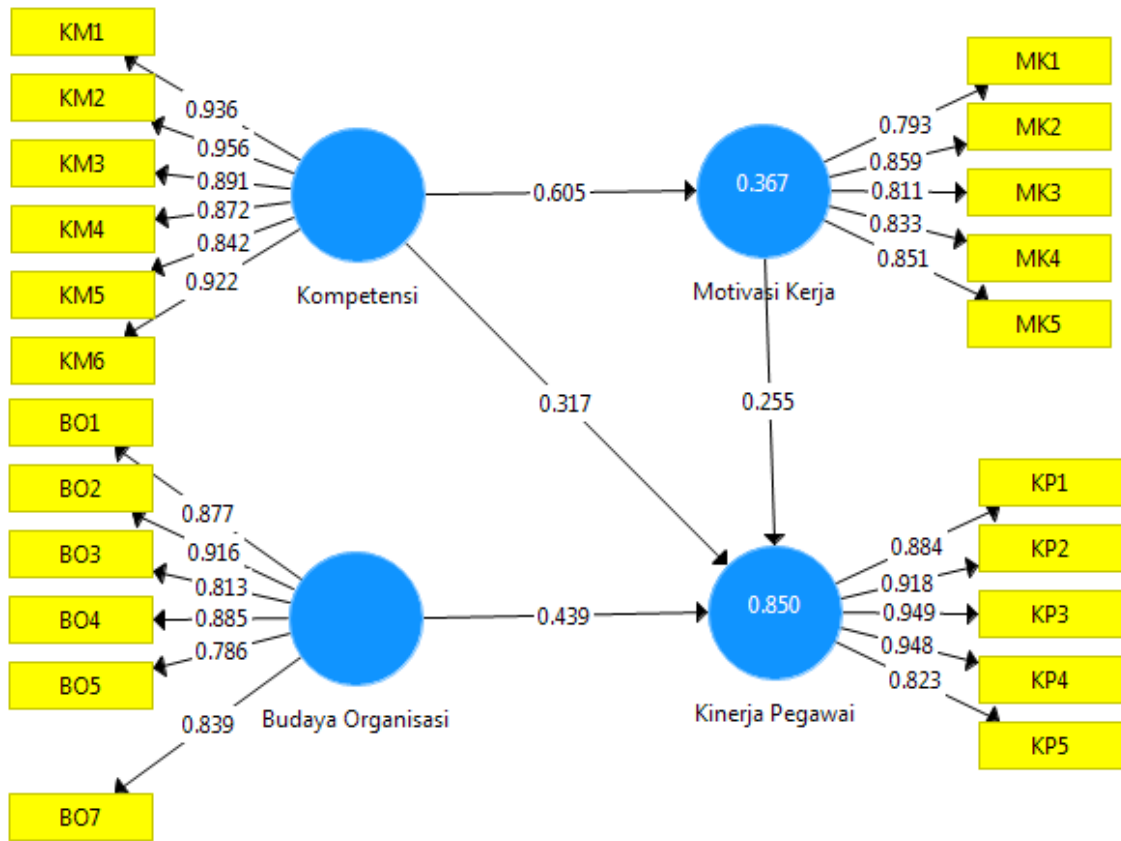 KM1
KM2
KM3
KM4
KM5
KM6
0.936
0.956
0.891
0.872
0.842
0.922
Kompetensi
0.605
0.317
MK1
MK2
MK3
MK4
MK5
0.793
0.859
0.811
0.833
0.851
0.367
Motivasi Kerja
0.255
BO1
BO2
BO3
BO4
BO5
BO7
0.877
0.916
0.813
0.885
0.786
0.839
Budaya Organisasi
0.439
KP1
KP2
KP3
KP4
KP5
0.884
0.918
0.949
0.948
0.823
0.850
Kinerja Pegawai